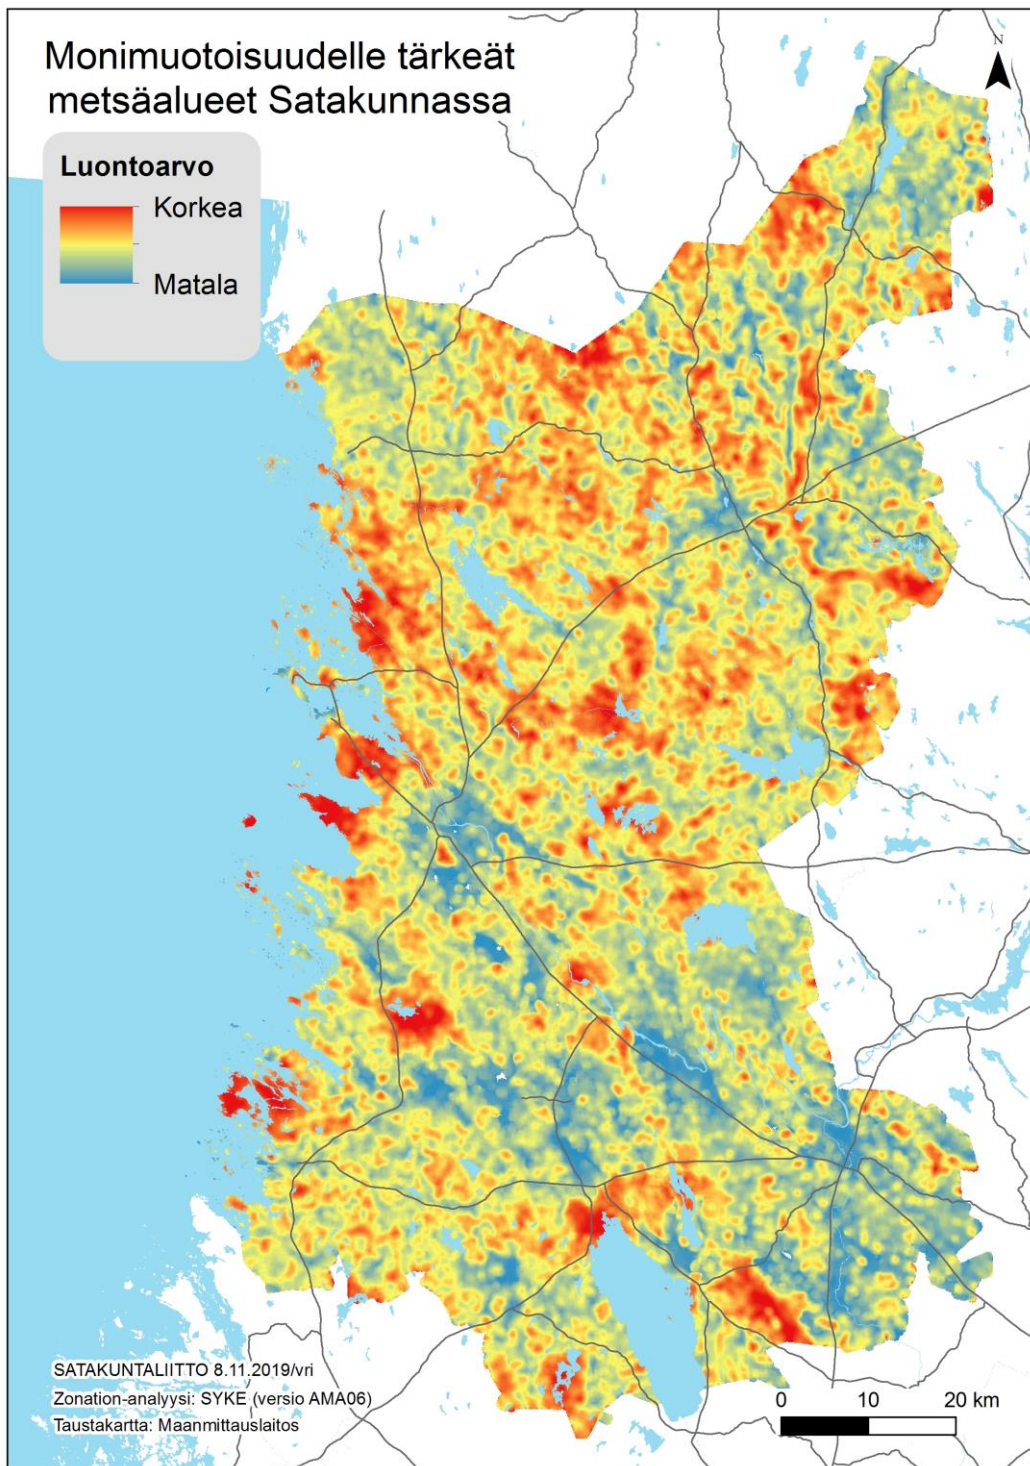 Monimuotoisuudelle tärkeät
metsäalueet Satakunnassa
N
Luontoarvo
Korkea
Matala
SATAKUNTALIITTO 8.11.2019/vri
Zonation-analyysi: SYKE (versio AMA06)
Taustakartta: Maanmittauslaitos
0 10 20 km